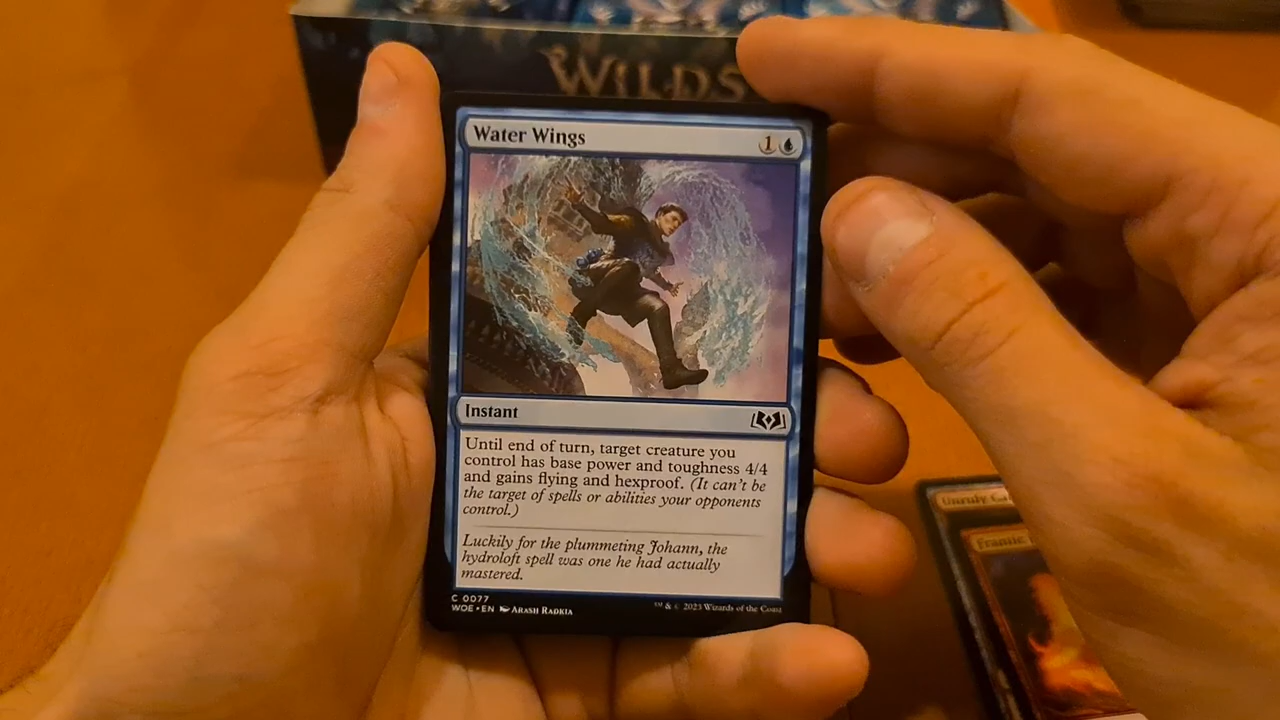 WILDS
Water Wings
1
Instant
Until end of turn, target creature you
control has base power and toughness 4/4
and gains flying and hexproof. (It can't be
the target of spells or abilities your opponents
control.)
Luckily for the plummeting Johann, the
hydroloft spell was one he had actually
mastered.
C 0077
WOE • EN Arash Radkia
™ & © 2023 Wizards of the Coast
Unruly
Frantic